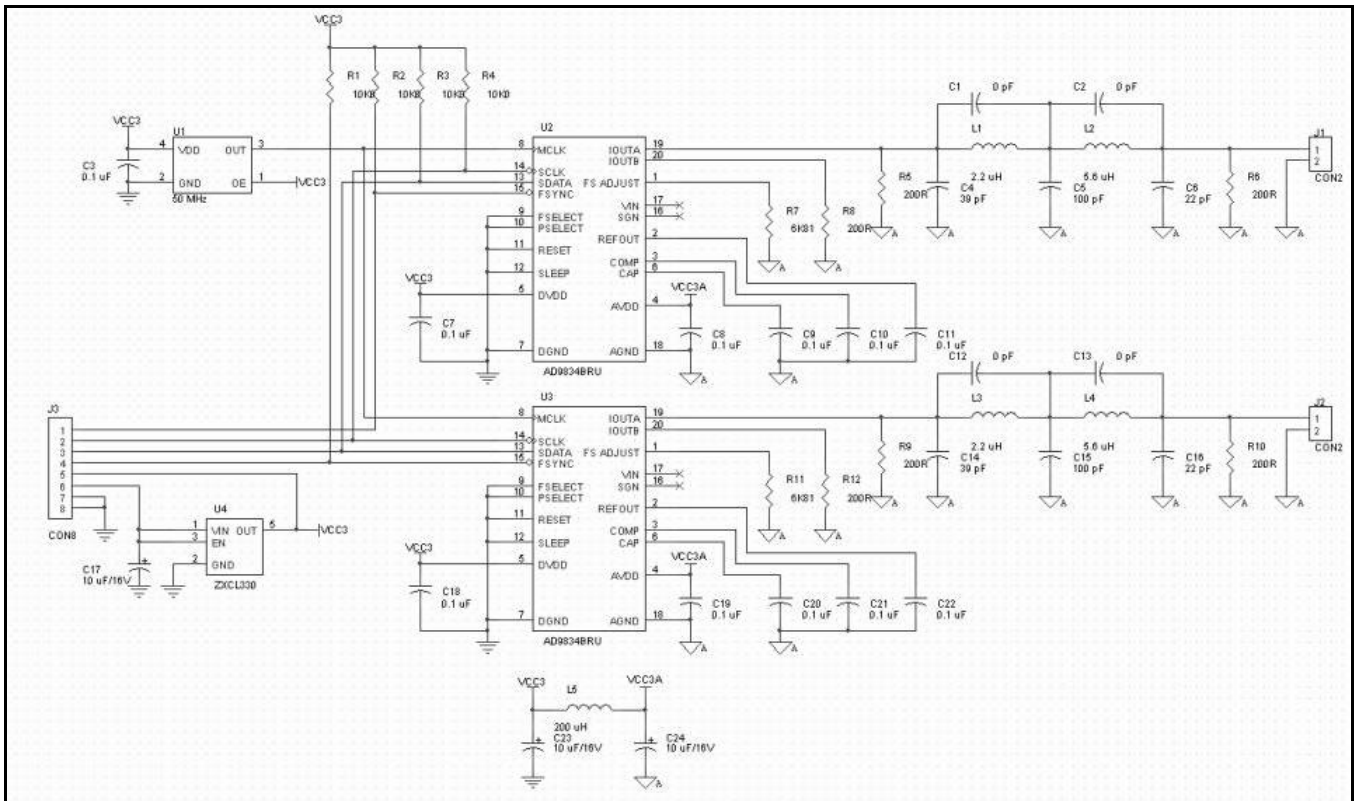 VCC3
R1
10K0
R2
10K0
R3
10K0
R4
10K0
VCC3
C3
0.1 uF
U1
4 VDD OUT 3
2 GND OE 1
50 MHz
VCC3
U2
8 MCLK
14 SCLK
13 SDATA
15 FSYNC
9 FSELECT
10 PSELECT
11 RESET
12 SLEEP
5 DVDD
7 DGND
IOUTA 19
IOUTB 20
FS ADJUST 1
VIN 17
SGN 16
REFOUT 2
COMP 3
CAP 6
AVDD 4
AGND 18
AD9834BRU
VCC3
C7
0.1 uF
R7
6K81
R8
200R
A
A
VCC3A
C8
0.1 uF
C9
0.1 uF
C10
0.1 uF
C11
0.1 uF
A
A
C1
0 pF
C2
0 pF
L1
2.2 uH
L2
5.6 uH
R5
200R
C4
39 pF
C5
100 pF
C6
22 pF
R6
200R
A
A
A
A
A
A
J1
1
2
CON2
U3
8 MCLK
14 SCLK
13 SDATA
15 FSYNC
9 FSELECT
10 PSELECT
11 RESET
12 SLEEP
5 DVDD
7 DGND
IOUTA 19
IOUTB 20
FS ADJUST 1
VIN 17
SGN 16
REFOUT 2
COMP 3
CAP 6
AVDD 4
AGND 18
AD9834BRU
VCC3
C18
0.1 uF
R11
6K81
R12
200R
A
A
VCC3A
C19
0.1 uF
C20
0.1 uF
C21
0.1 uF
C22
0.1 uF
A
A
C12
0 pF
C13
0 pF
L3
2.2 uH
L4
5.6 uH
R9
200R
C14
39 pF
C15
100 pF
C16
22 pF
R10
200R
A
A
A
A
A
A
J2
1
2
CON2
J3
1
2
3
4
5
6
7
8
CON8
U4
1 VIN OUT 5
3 EN
2 GND
ZXCL330
VCC3
C17
10 uF/16V
+
VCC3
L5
200 uH
VCC3A
+
C23
10 uF/16V
+
C24
10 uF/16V
A